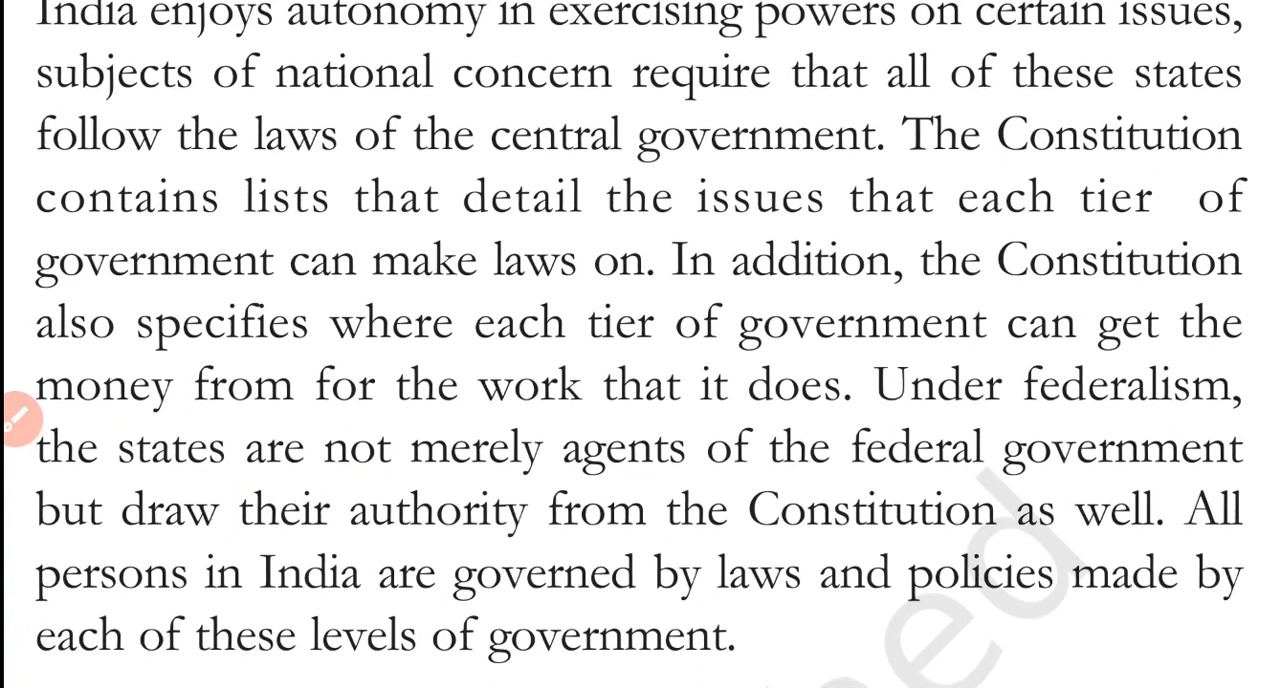 India enjoys autonomy in exercising powers on certain issues,
subjects of national concern require that all of these states
follow the laws of the central government. The Constitution
contains lists that detail the issues that each tier of
government can make laws on. In addition, the Constitution
also specifies where each tier of government can get the
money from for the work that it does. Under federalism,
the states are not merely agents of the federal government
but draw their authority from the Constitution as well. All
persons in India are governed by laws and policies made by
each of these levels of government.